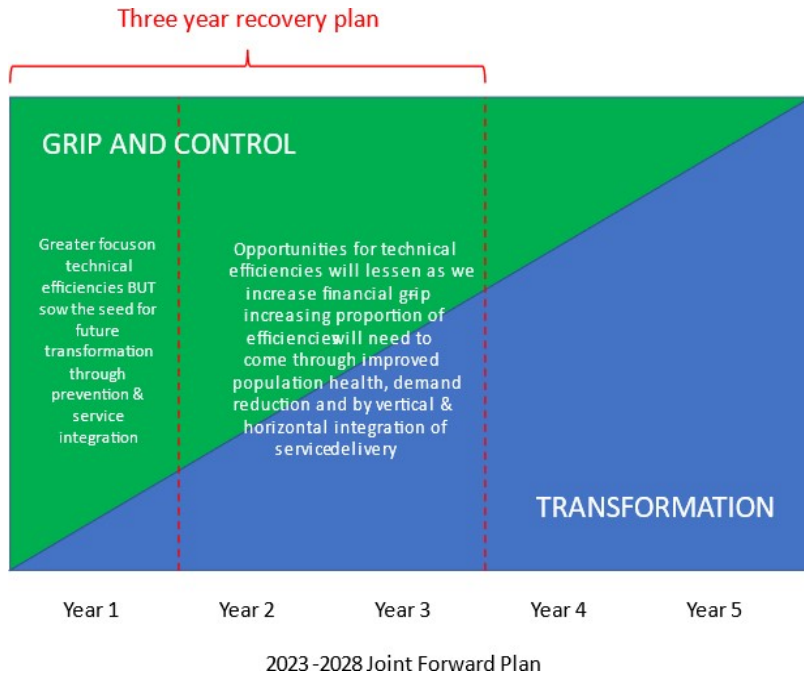 Three year recovery plan
GRIP AND CONTROL
Greater focuson
technical
efficiencies BUT
sow the seed for
future
transformation
through
prevention &
service
integration
Opportunities for technical
efficiencies will lessen as we
increase financial grip
increasing proportion of
efficiencieswill need to
come through improved
population health, demand
reduction and by vertical &
horizontal integration of
servicedelivery
TRANSFORMATION
Year 1 Year 2 Year 3 Year 4 Year 5
2023 -2028 Joint Forward Plan